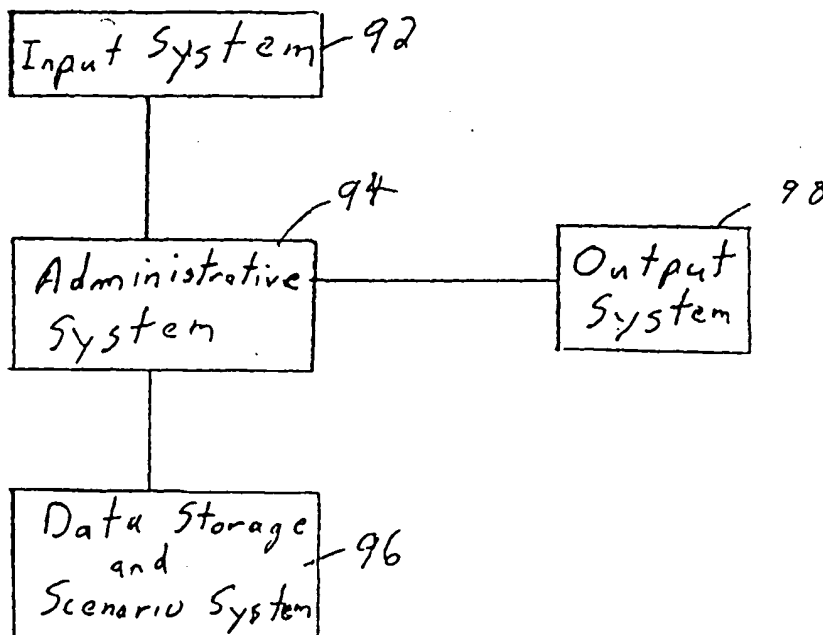 Input System
92
94
Administrative
System
98
Output
System
Data Storage
and
Scenario System
96